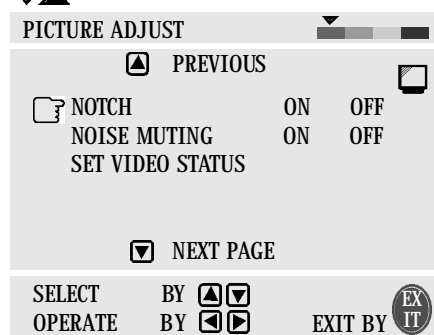 PICTURE ADJUST
PREVIOUS
NOTCH ON OFF
NOISE MUTING ON OFF
SET VIDEO STATUS
NEXT PAGE
SELECT BY
OPERATE BY EXIT BY EXIT